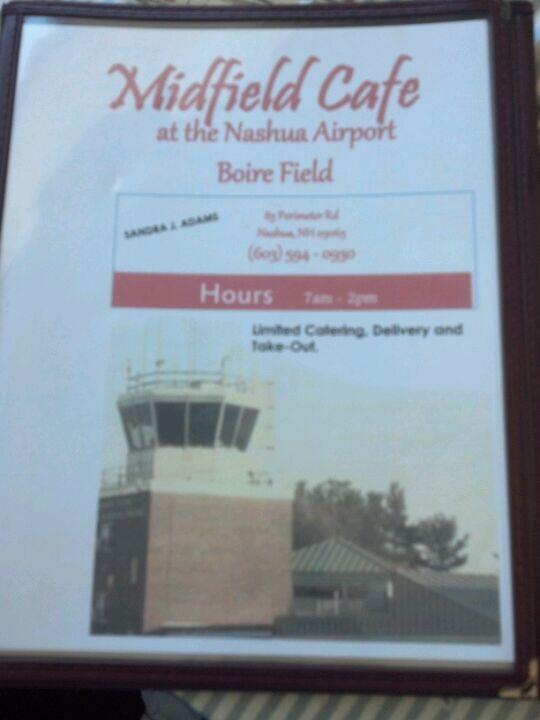 Midfield Cafe
at the Nashua Airport
Boire Field
SANDRA J. ADAMS
83 Perimeter Rd
Nashua, NH 03063
(603) 594 - 0930
Hours 7am - 2pm
Limited Catering, Delivery and
Take-Out.